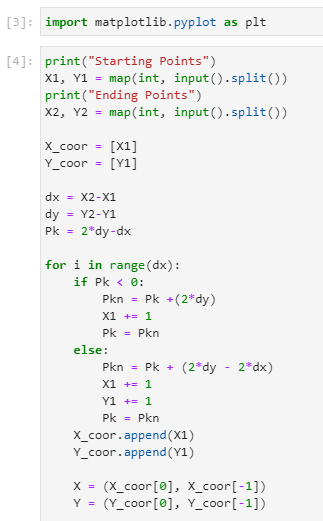 [3]: import matplotlib.pyplot as plt
[4]: print("Starting Points")
X1, Y1 = map(int, input().split())
print("Ending Points")
X2, Y2 = map(int, input().split())

X_coor = [X1]
Y_coor = [Y1]

dx = X2-X1
dy = Y2-Y1
Pk = 2*dy-dx

for i in range(dx):
    if Pk < 0:
        Pkn = Pk +(2*dy)
        X1 += 1
        Pk = Pkn
    else:
        Pkn = Pk + (2*dy - 2*dx)
        X1 += 1
        Y1 += 1
        Pk = Pkn
    X_coor.append(X1)
    Y_coor.append(Y1)

    X = (X_coor[0], X_coor[-1])
    Y = (Y_coor[0], Y_coor[-1])